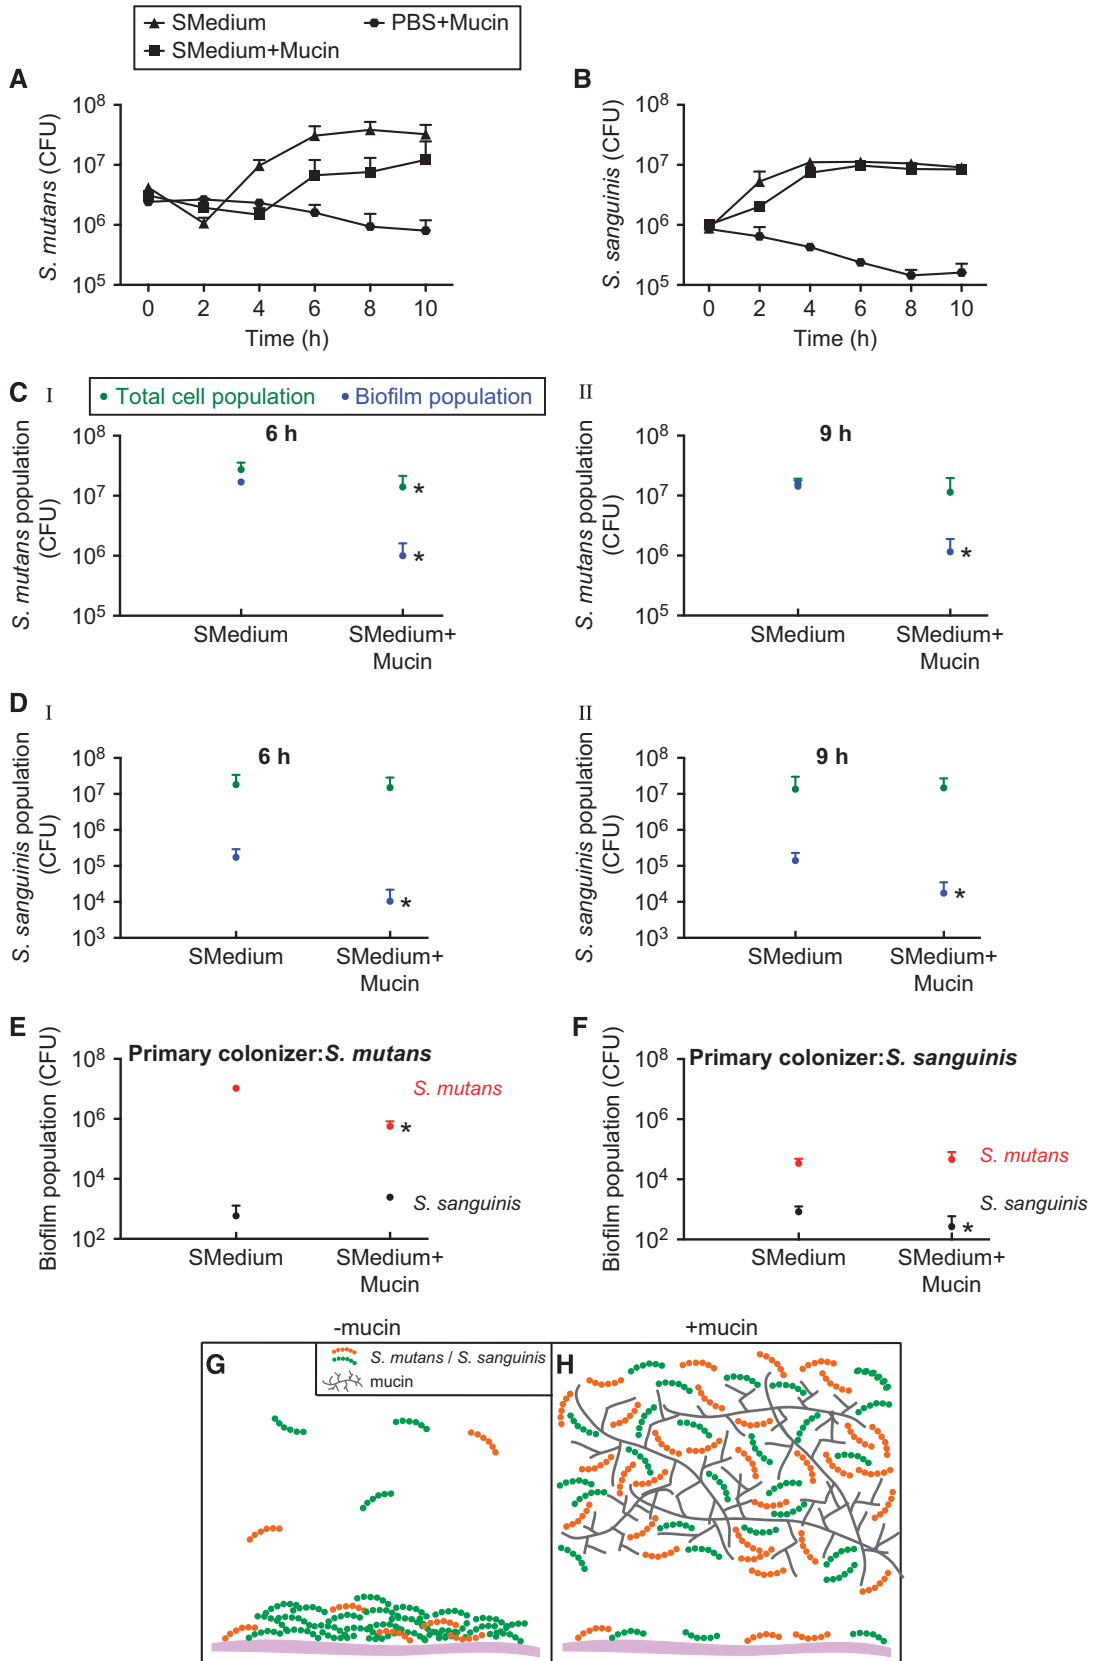 SMedium
PBS+Mucin
SMedium+Mucin
A
B
S. mutans (CFU)
10⁸
10⁷
10⁶
10⁵
0 2 4 6 8 10
Time (h)
S. sanguinis (CFU)
10⁸
10⁷
10⁶
10⁵
0 2 4 6 8 10
Time (h)
C
I
Total cell population
Biofilm population
6 h
S. mutans population
(CFU)
10⁸
10⁷
10⁶
10⁵
*
*
SMedium
SMedium+
Mucin
II
9 h
S. mutans population
(CFU)
10⁸
10⁷
10⁶
10⁵
*
SMedium
SMedium+
Mucin
D
I
6 h
S. sanguinis population
(CFU)
10⁸
10⁷
10⁶
10⁵
10⁴
10³
*
SMedium
SMedium+
Mucin
II
9 h
S. sanguinis population
(CFU)
10⁸
10⁷
10⁶
10⁵
10⁴
10³
*
SMedium
SMedium+
Mucin
E
Primary colonizer:S. mutans
Biofilm population (CFU)
10⁸
10⁶
10⁴
10²
S. mutans
*
S. sanguinis
SMedium
SMedium+
Mucin
F
Primary colonizer:S. sanguinis
Biofilm population (CFU)
10⁸
10⁶
10⁴
10²
S. mutans
S. sanguinis
*
SMedium
SMedium+
Mucin
-mucin
+mucin
G
S. mutans / S. sanguinis
mucin
H